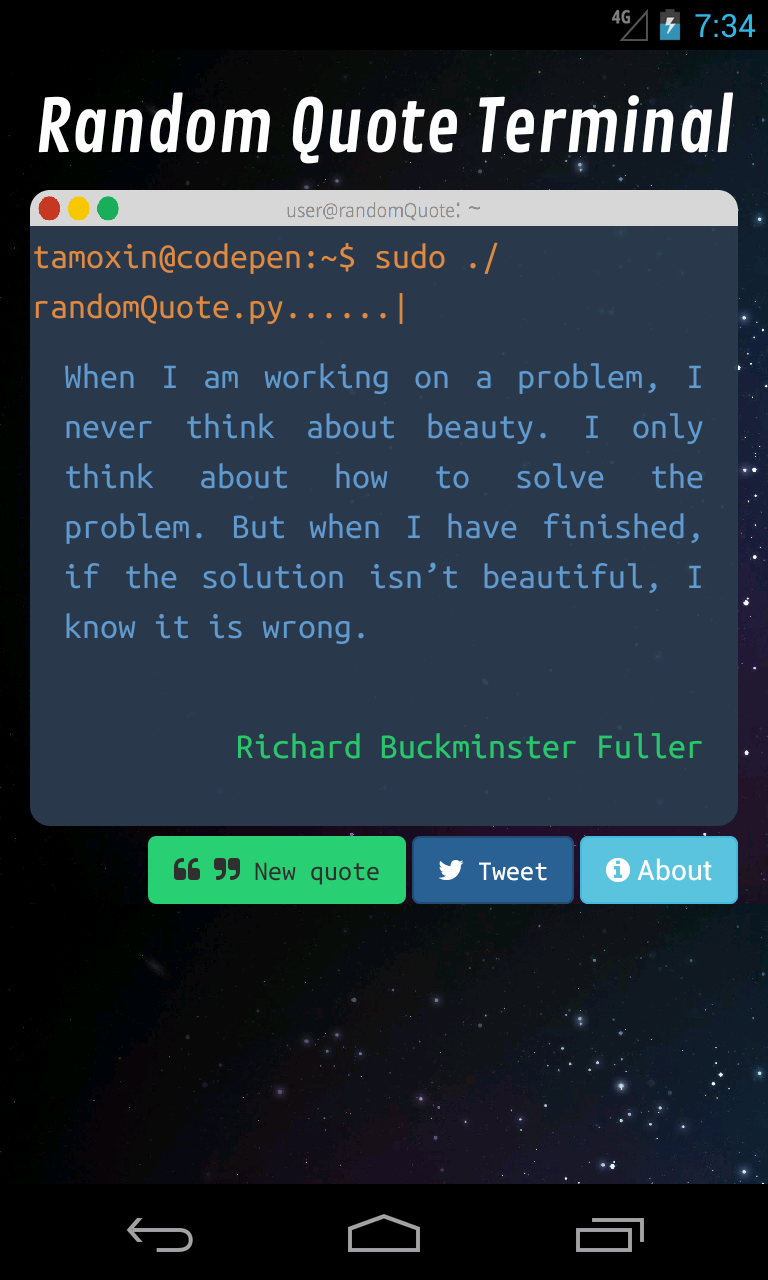 4G 7:34
Random Quote Terminal
user@randomQuote: ~
tamoxin@codepen:~$ sudo ./
randomQuote.py......|
When I am working on a problem, I
never think about beauty. I only
think about how to solve the
problem. But when I have finished,
if the solution isn’t beautiful, I
know it is wrong.
Richard Buckminster Fuller
New quote Tweet About